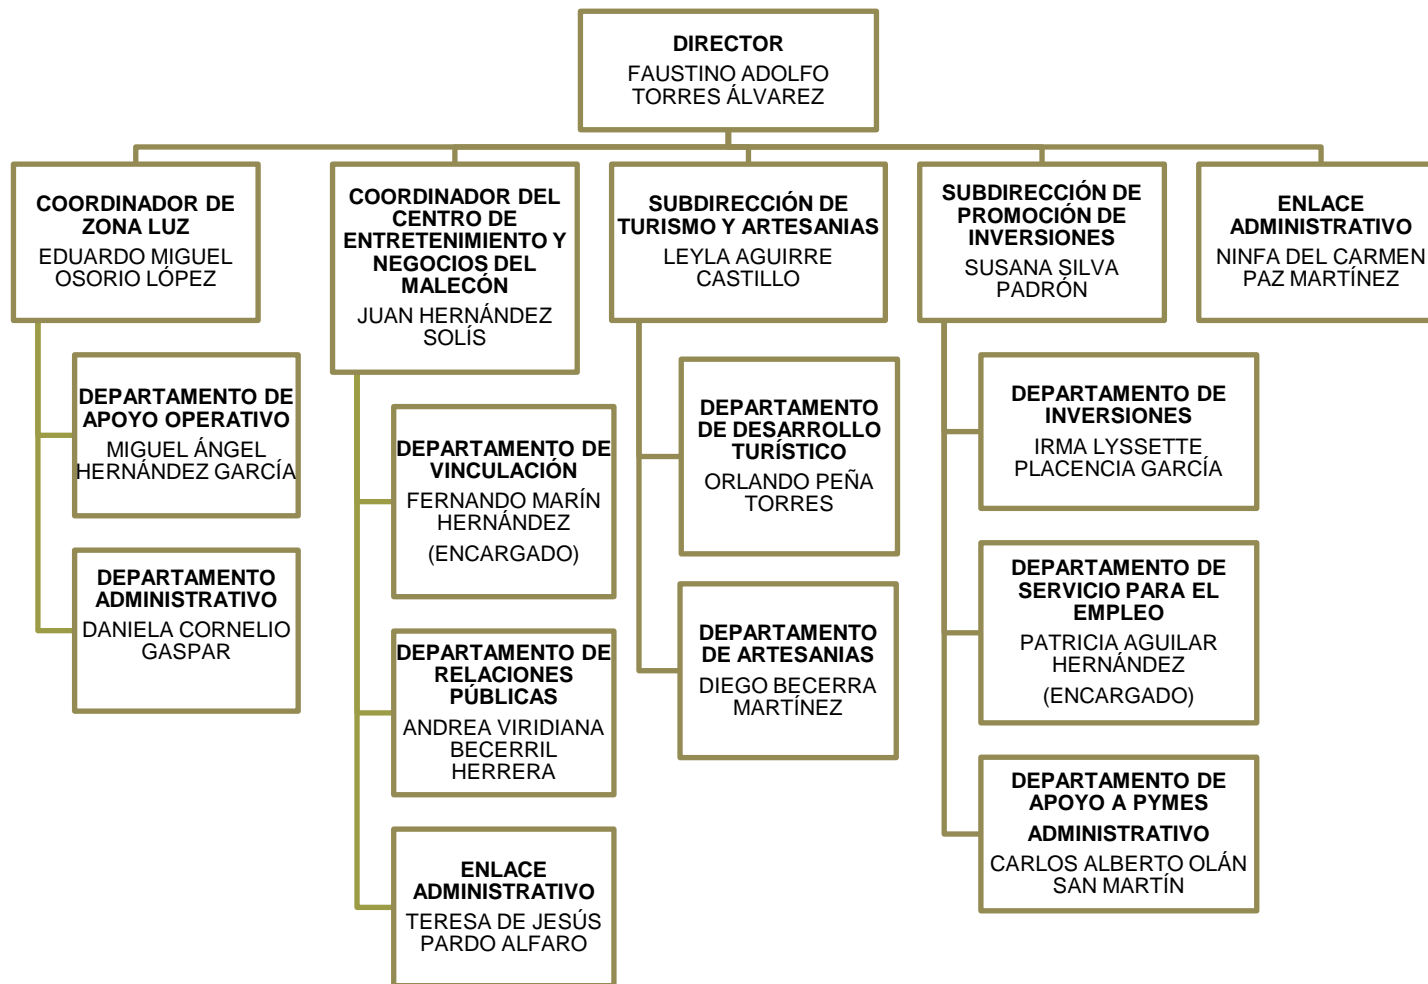 DIRECTOR
FAUSTINO ADOLFO
TORRES ÁLVAREZ
COORDINADOR DE
ZONA LUZ
EDUARDO MIGUEL
OSORIO LÓPEZ
DEPARTAMENTO DE
APOYO OPERATIVO
MIGUEL ÁNGEL
HERNÁNDEZ GARCÍA
DEPARTAMENTO
ADMINISTRATIVO
DANIELA CORNELIO
GASPAR
COORDINADOR DEL
CENTRO DE
ENTRETENIMIENTO Y
NEGOCIOS DEL
MALECÓN
JUAN HERNÁNDEZ
SOLÍS
DEPARTAMENTO DE
VINCULACIÓN
FERNANDO MARÍN
HERNÁNDEZ
(ENCARGADO)
DEPARTAMENTO DE
RELACIONES
PÚBLICAS
ANDREA VIRIDIANA
BECERRIL
HERRERA
ENLACE
ADMINISTRATIVO
TERESA DE JESÚS
PARDO ALFARO
SUBDIRECCIÓN DE
TURISMO Y ARTESANIAS
LEYLA AGUIRRE
CASTILLO
DEPARTAMENTO
DE DESARROLLO
TURÍSTICO
ORLANDO PEÑA
TORRES
DEPARTAMENTO
DE ARTESANIAS
DIEGO BECERRA
MARTÍNEZ
SUBDIRECCIÓN DE
PROMOCIÓN DE
INVERSIONES
SUSANA SILVA
PADRÓN
DEPARTAMENTO DE
INVERSIONES
IRMA LYSSETTE
PLACENCIA GARCÍA
DEPARTAMENTO DE
SERVICIO PARA EL
EMPLEO
PATRICIA AGUILAR
HERNÁNDEZ
(ENCARGADO)
DEPARTAMENTO DE
APOYO A PYMES
ADMINISTRATIVO
CARLOS ALBERTO OLÁN
SAN MARTÍN
ENLACE
ADMINISTRATIVO
NINFA DEL CARMEN
PAZ MARTÍNEZ